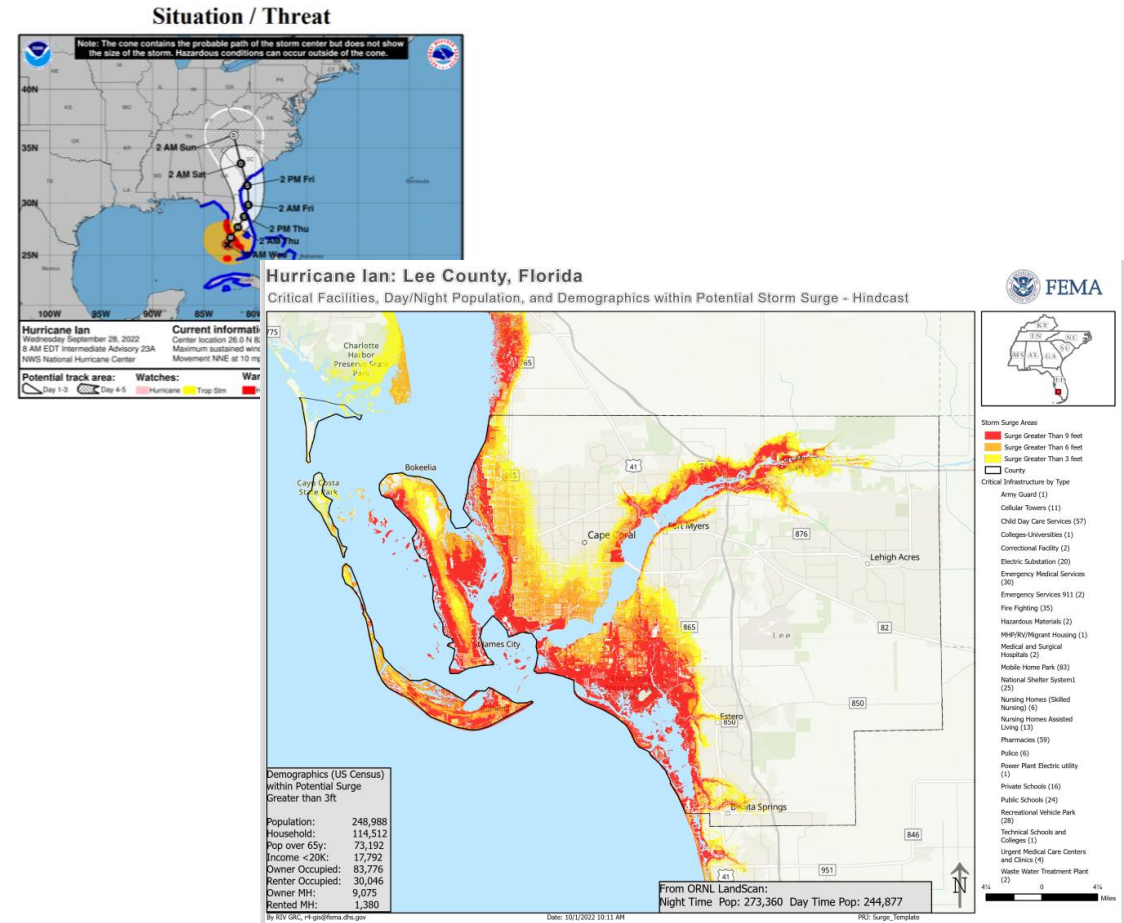 Situation / Threat
Note: The cone contains the probable path of the storm center but does not show
the size of the storm. Hazardous conditions can occur outside of the cone.
40N
35N
30N
25N
2 AM Sun
2 AM Sat
2 PM Fri
2 AM Fri
2 PM Thu
2 AM Thu
AM Wed
100W
95W
90W
85W
80W
Hurricane Ian
Wednesday September 28, 2022
8 AM EDT Intermediate Advisory 23A
NWS National Hurricane Center
Current informati
Center location 26.0 N 8
Maximum sustained wind
Movement NNE at 10 mp
Potential track area:
Day 1-3
Day 4-5
Watches:
Hurricane
Trop Stm
War
H
Hurricane Ian: Lee County, Florida
Critical Facilities, Day/Night Population, and Demographics within Potential Storm Surge - Hindcast
FEMA
775
Charlotte
Harbor
Preserve State
Park
765
41
Bokeelia
Cayo Costa
State Park
765
Cape Coral
Fort Myers
876
Lehigh Acres
865
82
Lee
St James City
850
Estero
850
Bonita Springs
846
951
41
KY
TN
NC
SC
MS
AL
GA
FL
Storm Surge Areas
Surge Greater Than 9 feet
Surge Greater Than 6 feet
Surge Greater Than 3 feet
County
Critical Infrastructure by Type
Army Guard (1)
Cellular Towers (11)
Child Day Care Services (57)
Colleges-Universities (1)
Correctional Facility (2)
Electric Substation (20)
Emergency Medical Services
(30)
Emergency Services 911 (2)
Fire Fighting (35)
Hazardous Materials (2)
MHP/RV/Migrant Housing (1)
Medical and Surgical
Hospitals (2)
Mobile Home Park (83)
National Shelter System1
(25)
Nursing Homes (Skilled
Nursing) (6)
Nursing Homes Assisted
Living (13)
Pharmacies (59)
Police (6)
Power Plant Electric utility
(1)
Private Schools (16)
Public Schools (24)
Recreational Vehicle Park
(28)
Technical Schools and
Colleges (1)
Urgent Medical Care Centers
and Clinics (4)
Waste Water Treatment Plant
(2)
N
4½ 0 4½
Miles
Demographics (US Census)
within Potential Surge
Greater than 3ft
Population: 248,988
Household: 114,512
Pop over 65y: 73,192
Income <20K: 17,792
Owner Occupied: 83,776
Renter Occupied: 30,046
Owner MH: 9,075
Rented MH: 1,380
From ORNL LandScan:
Night Time Pop: 273,360 Day Time Pop: 244,877
By RIV GRC, r4-gis@fema.dhs.gov
Date: 10/1/2022 10:11 AM
PRJ: Surge_Template